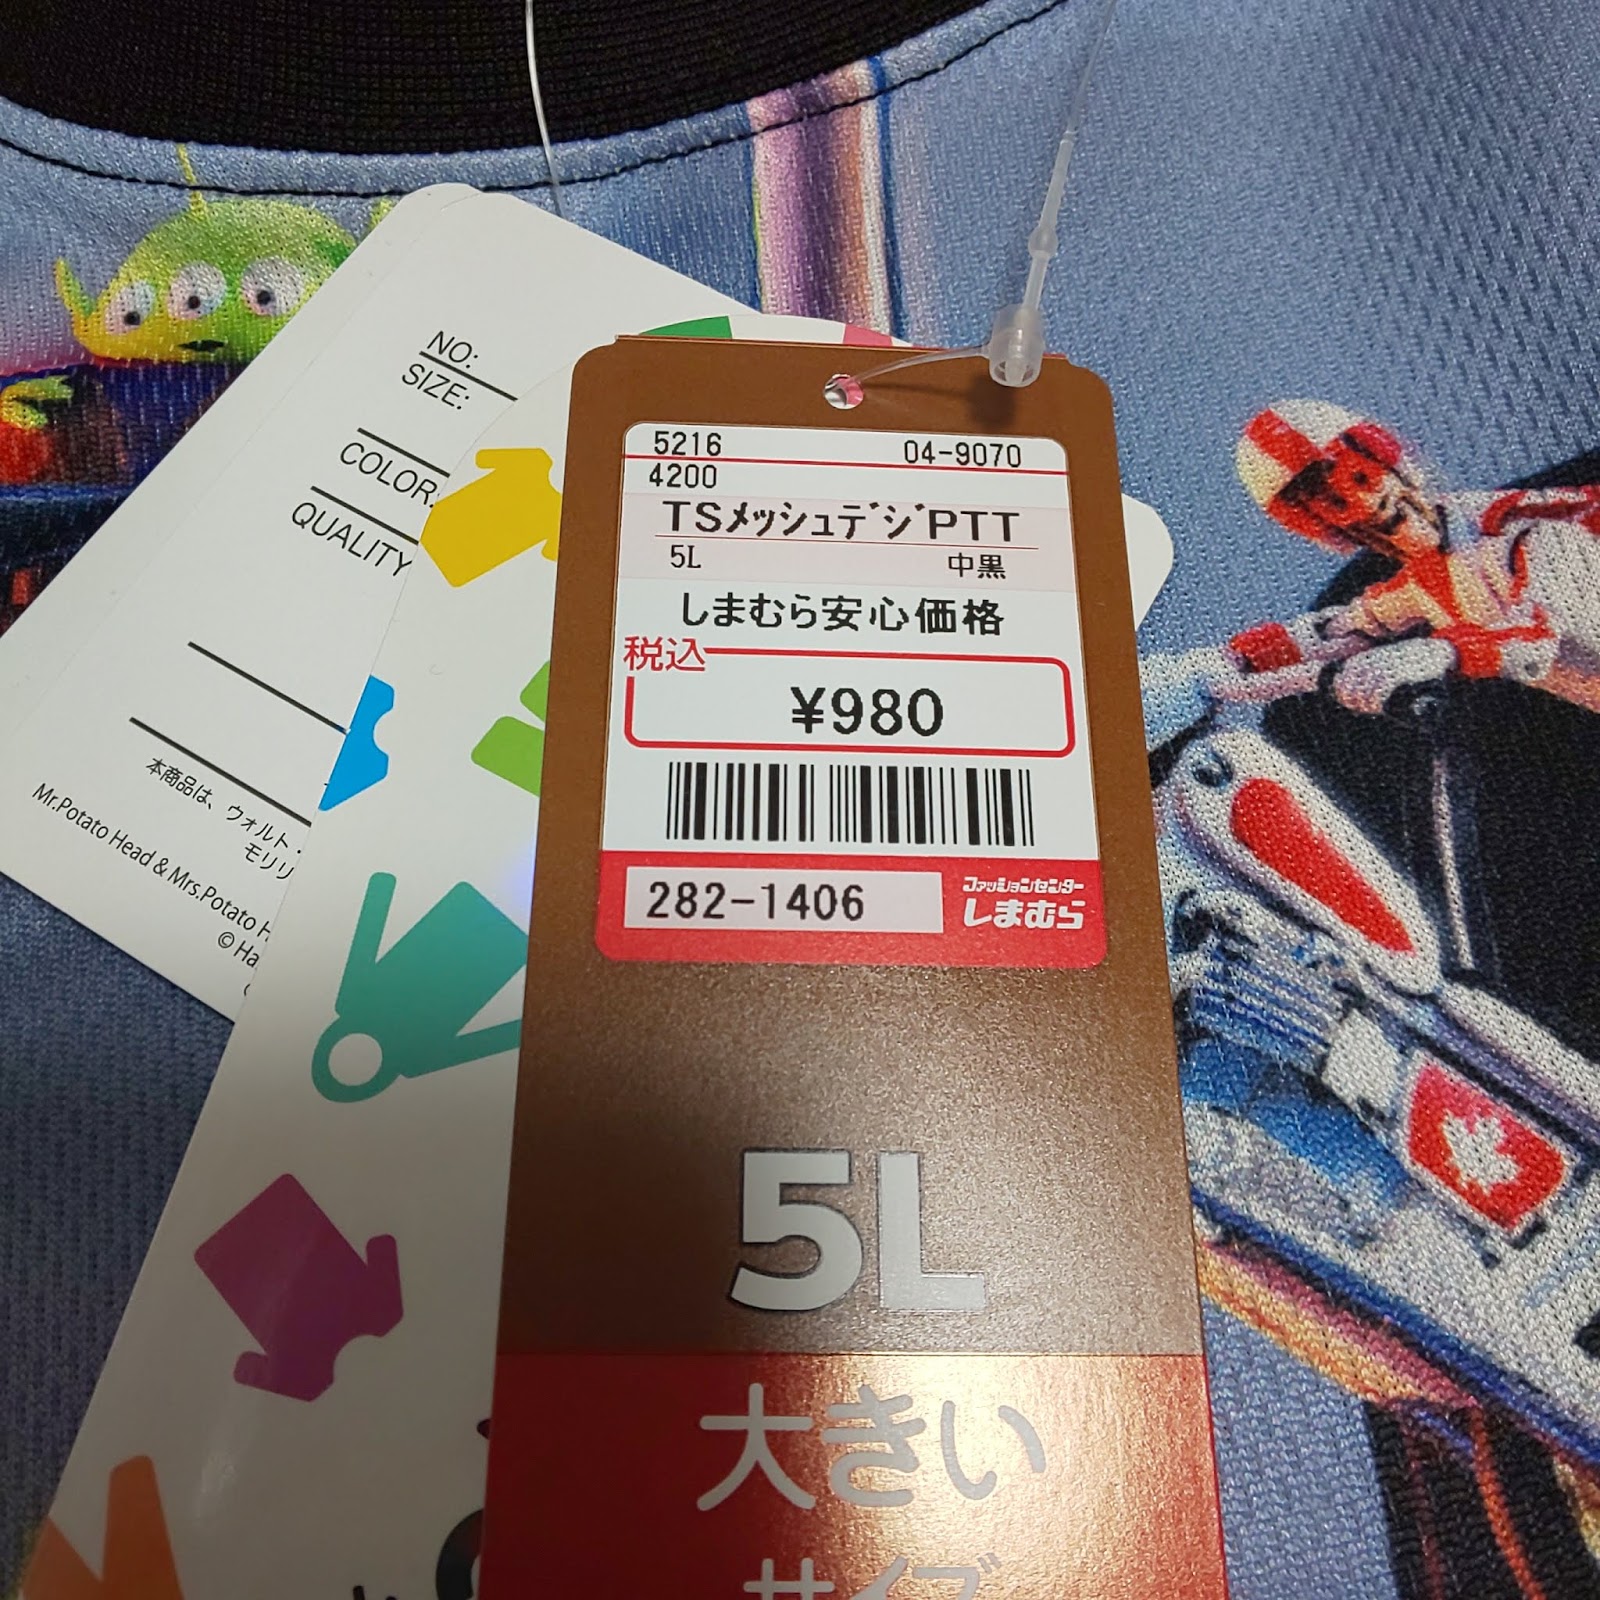 NO:
SIZE:
COLOR:
QUALITY
本商品は、ウォルト・
モリリ
Mr.Potato Head & Mrs.Potato H
© Ha
5216 04-9070
4200
TSメッシュデジPTT
5L 中黒
しまむら安心価格
税込
¥980
282-1406
ファッションセンター
しまむら
5L
大きい
サイズ